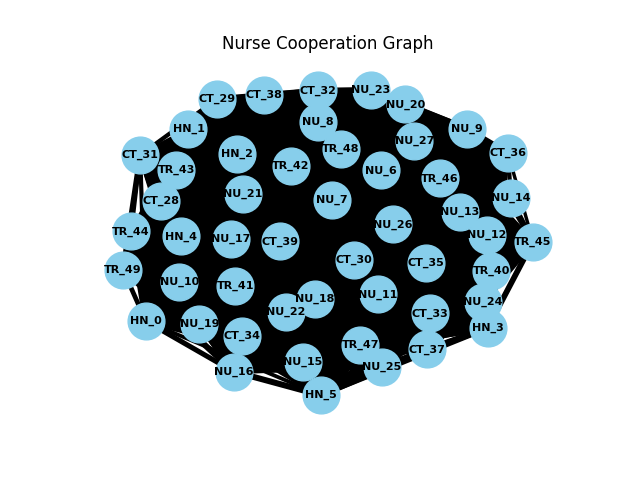 Nurse Cooperation Graph
CT_32
NU_23
CT_38
CT_29
NU_20
NU_8
HN_1
NU_9
NU_27
TR_48
CT_36
HN_2
CT_31
TR_42
TR_43
NU_6
TR_46
NU_21
NU_14
NU_7
CT_28
NU_13
NU_26
TR_44
NU_12
HN_4
NU_17
CT_39
TR_45
CT_30
CT_35
TR_49
TR_40
NU_10
TR_41
NU_11
NU_18
NU_24
NU_22
CT_33
HN_0
NU_19
HN_3
CT_34
TR_47
CT_37
NU_15
NU_25
NU_16
HN_5